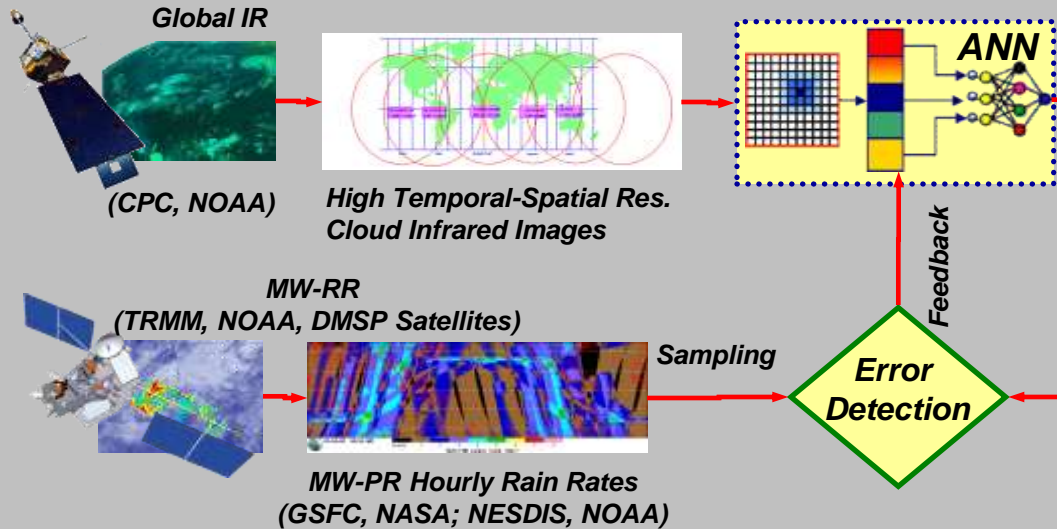 Global IR
(CPC, NOAA)
High Temporal-Spatial Res.
Cloud Infrared Images
ANN
MW-RR
(TRMM, NOAA, DMSP Satellites)
MW-PR Hourly Rain Rates
(GSFC, NASA; NESDIS, NOAA)
Sampling
Feedback
Error
Detection